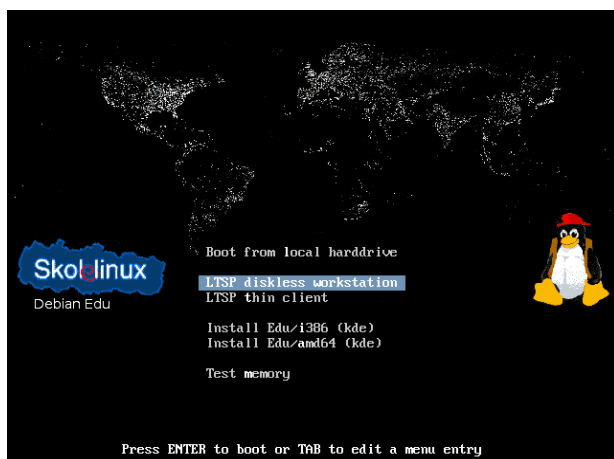 Boot from local harddrive
Skolelinux
Debian Edu
LTSP diskless workstation
LTSP thin client
Install Edu/i386 (kde)
Install Edu/amd64 (kde)
Test memory
Press ENTER to boot or TAB to edit a menu entry